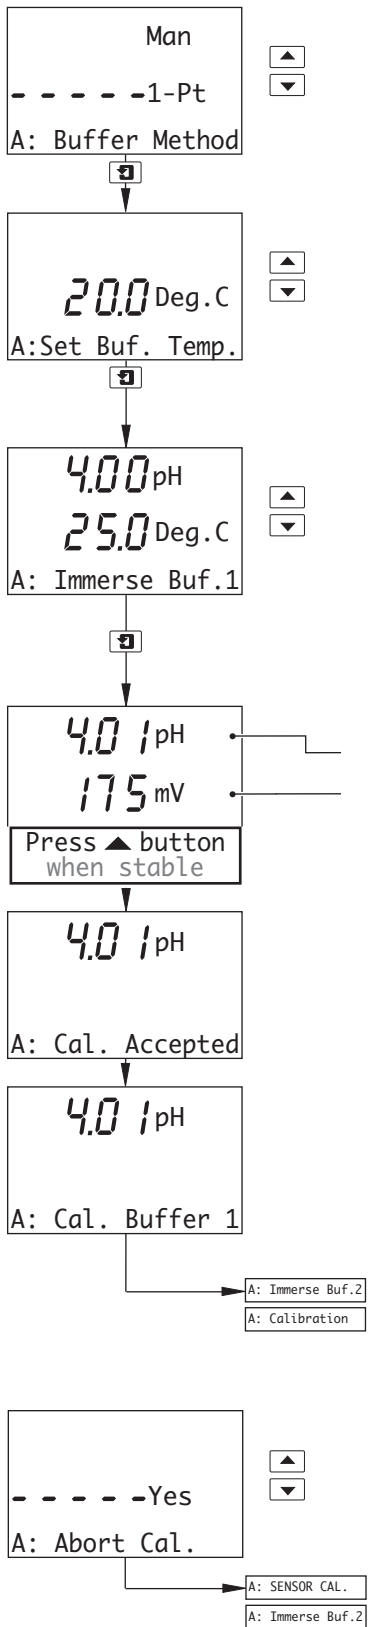 Man
- - - - -1-Pt
A: Buffer Method
20.0 Deg.C
A:Set Buf. Temp.
4.00 pH
25.0 Deg.C
A: Immerse Buf.1
4.01 pH
175 mV
Press ▲ button
when stable
4.01 pH
A: Cal. Accepted
4.01 pH
A: Cal. Buffer 1
A: Immerse Buf.2
A: Calibration
- - - - -Yes
A: Abort Cal.
A: SENSOR CAL.
A: Immerse Buf.2